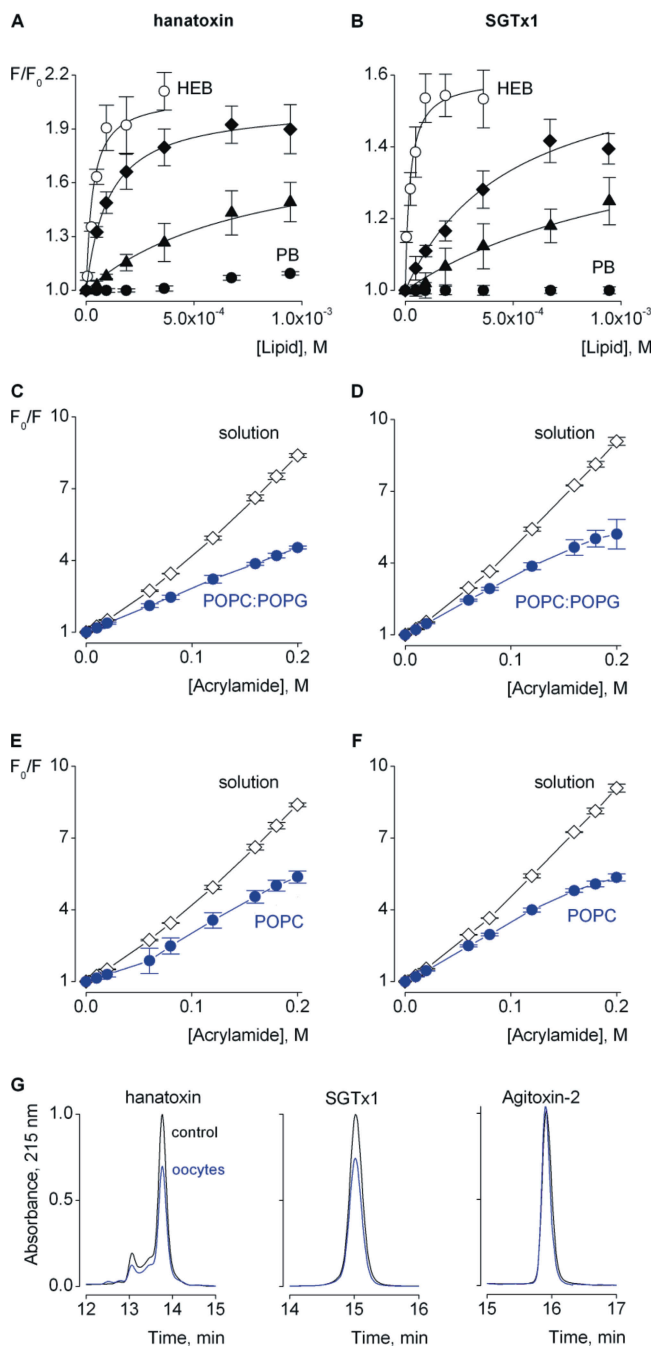 A hanatoxin B SGTx1
F/F0 2.2 1.6
HEB HEB
1.9
1.4
1.6
1.2
1.3
PB PB
1.0 1.0
0.0 5.0x10-4 1.0x10-3 0.0 5.0x10-4 1.0x10-3
[Lipid], M [Lipid], M
C D
F0/F 10 10
solution solution
7 7
4 4
POPC:POPG POPC:POPG
1 1
0.0 0.1 0.2 0.0 0.1 0.2
[Acrylamide], M [Acrylamide], M
E F
F0/F 10 10
solution solution
7 7
4 4
POPC POPC
1 1
0.0 0.1 0.2 0.0 0.1 0.2
[Acrylamide], M [Acrylamide], M
G
hanatoxin SGTx1 Agitoxin-2
Absorbance, 215 nm
1.0
control
oocytes
0.5
0.0
12 13 14 15 14 15 16 15 16 17
Time, min Time, min Time, min